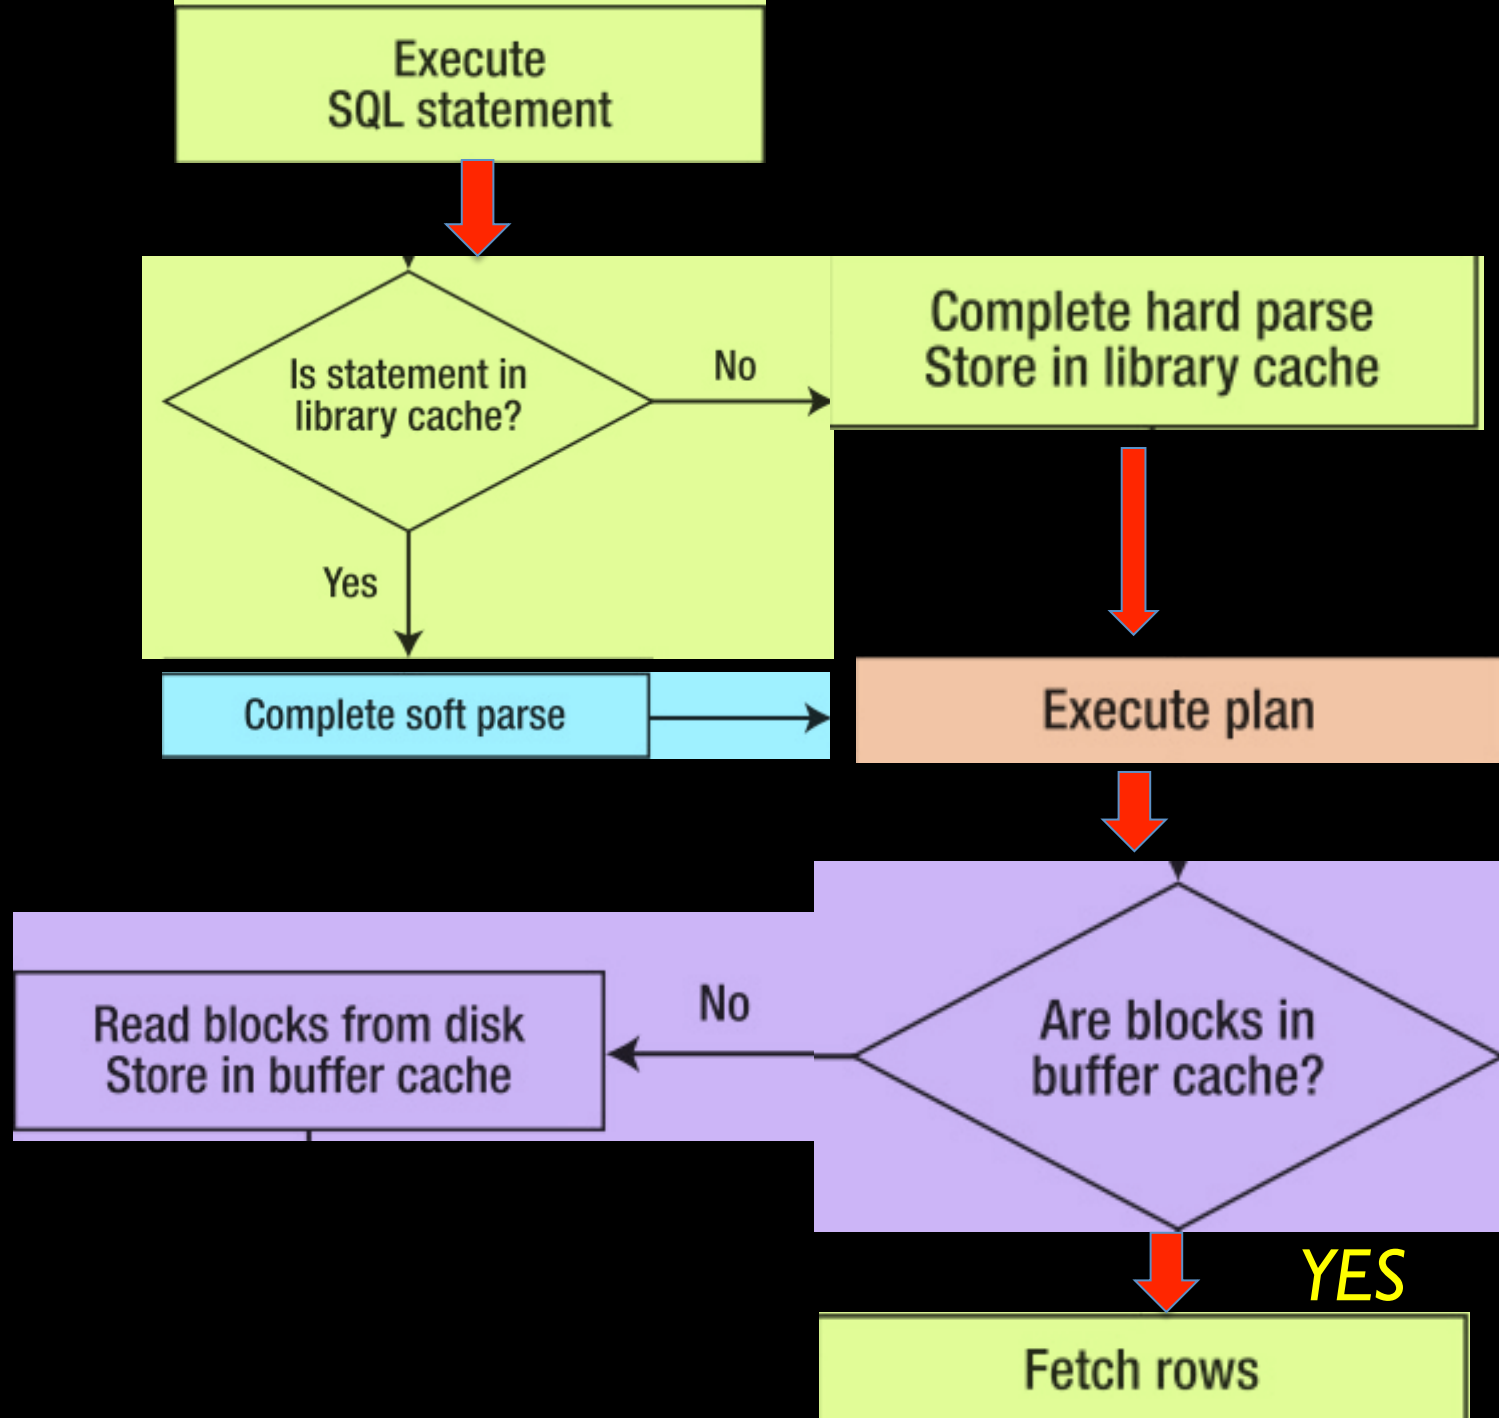 Execute
SQL statement
Is statement in
library cache?
No
Complete hard parse
Store in library cache
Yes
Complete soft parse
Execute plan
Read blocks from disk
Store in buffer cache
No
Are blocks in
buffer cache?
YES
Fetch rows